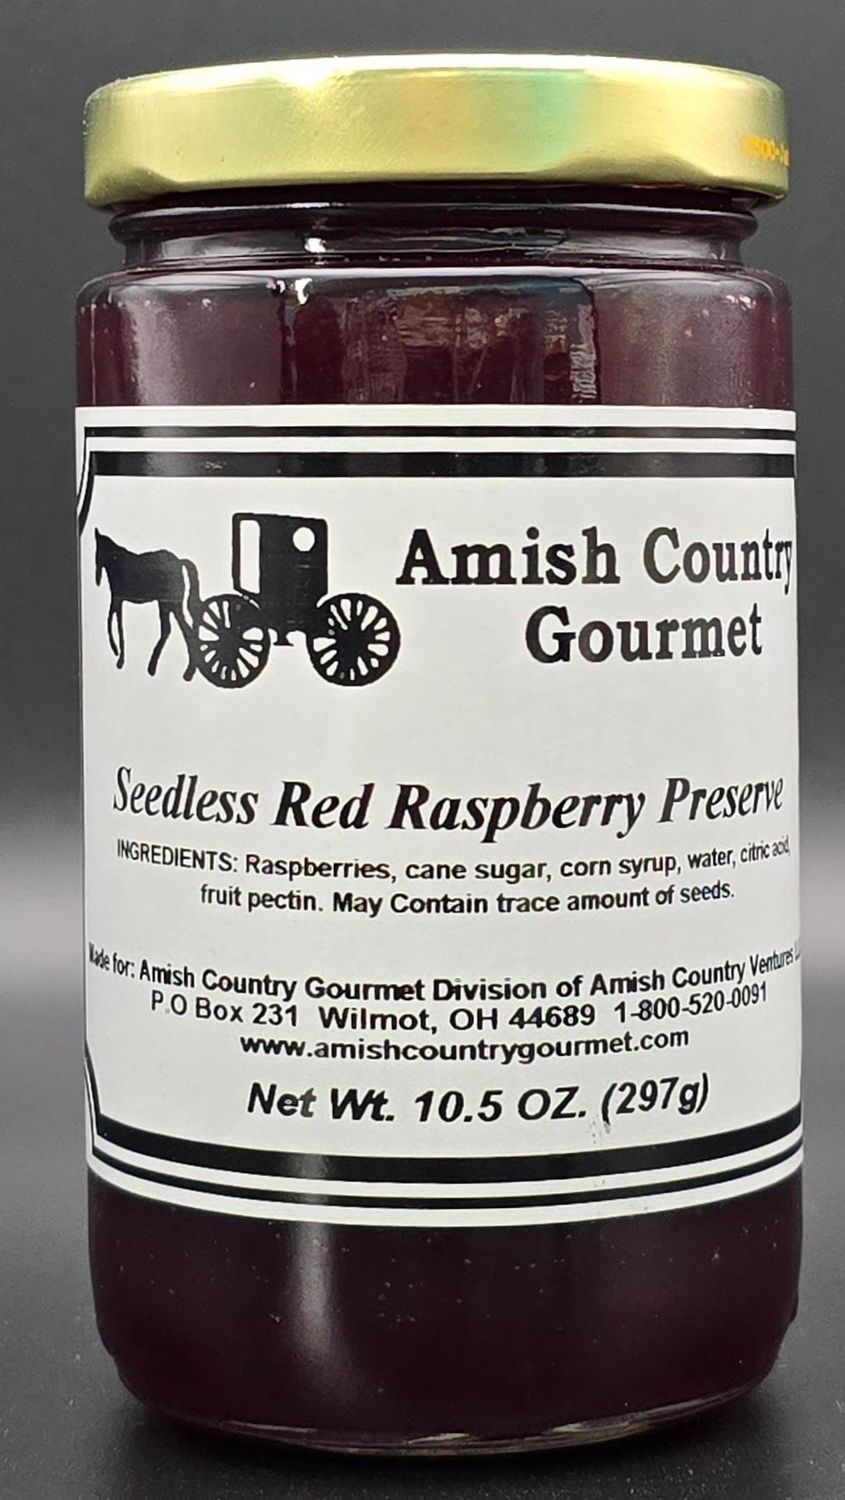 Amish Country
Gourmet
Seedless Red Raspberry Preserve
INGREDIENTS: Raspberries, cane sugar, corn syrup, water, citric acid,
fruit pectin. May Contain trace amount of seeds.
Made for: Amish Country Gourmet Division of Amish Country Ventures
P.O Box 231 Wilmot, OH 44689 1-800-520-0091
www.amishcountrygourmet.com
Net Wt. 10.5 OZ. (297g)